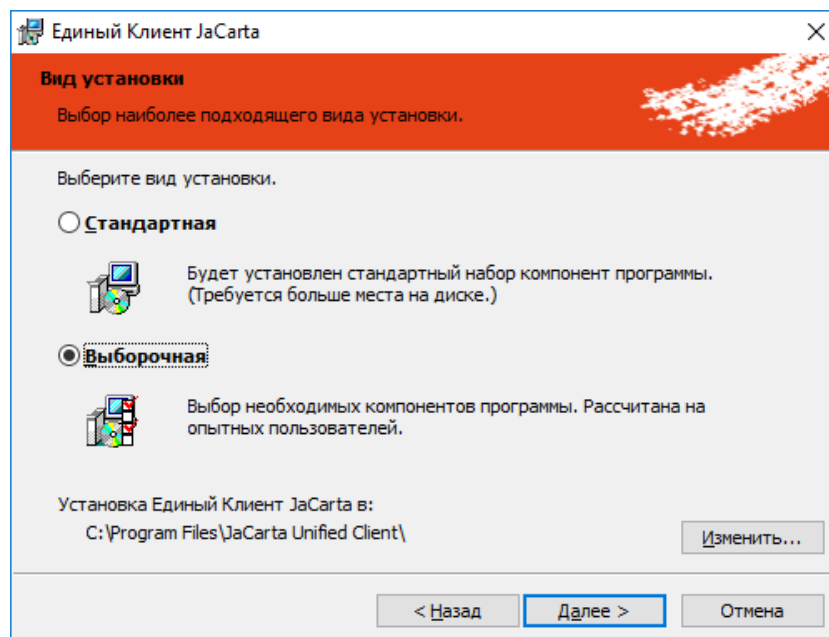 Единый Клиент JaCarta
Вид установки
Выбор наиболее подходящего вида установки.
Выберите вид установки.
Стандартная
Будет установлен стандартный набор компонент программы.
(Требуется больше места на диске.)
Выборочная
Выбор необходимых компонентов программы. Рассчитана на
опытных пользователей.
Установка Единый Клиент JaCarta в:
C:\Program Files\JaCarta Unified Client\
Изменить...
< Назад
Далее >
Отмена